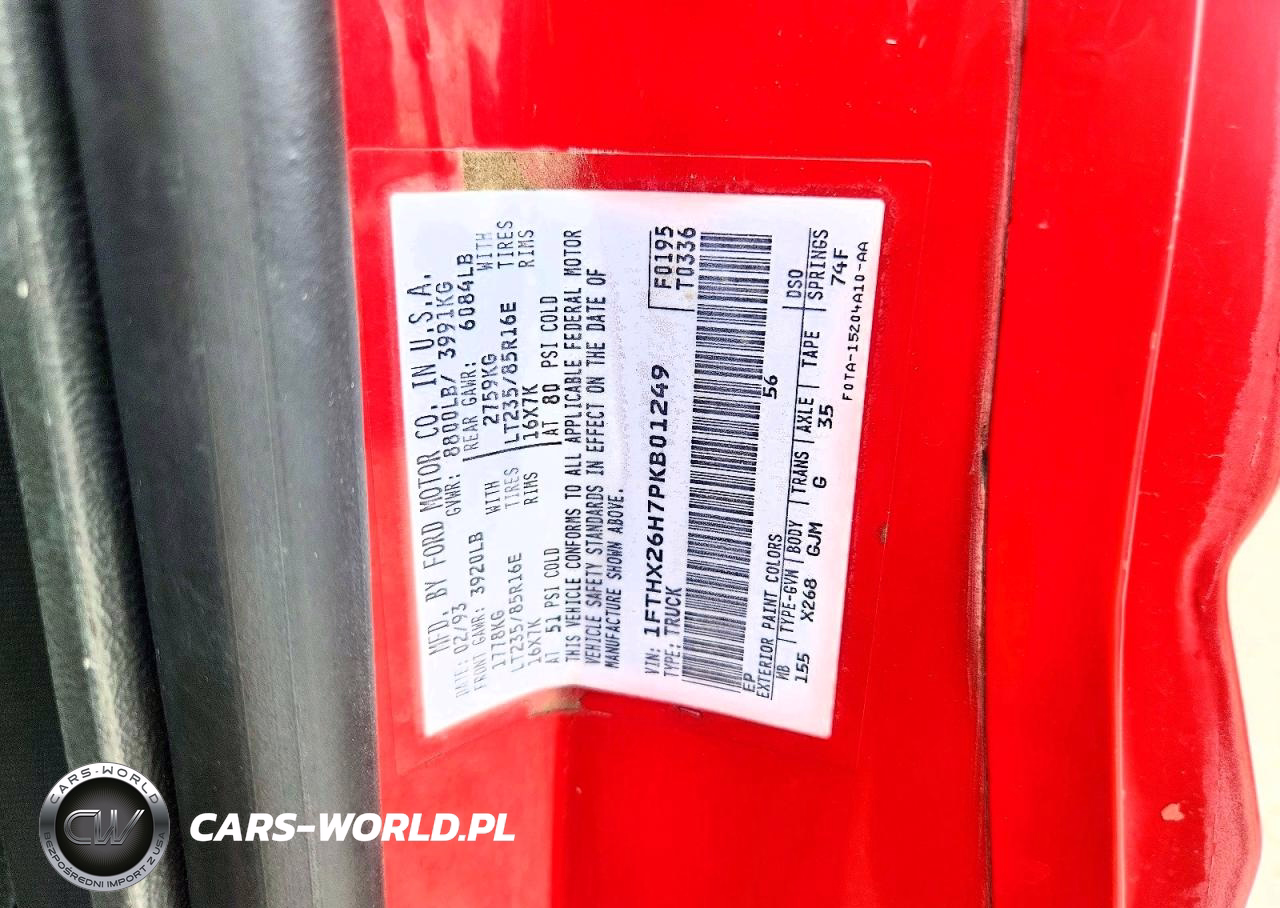 MFD. BY FORD MOTOR CO. IN U.S.A.
DATE: 02/93 GVWR: 8800LB/ 3991KG
FRONT GAWR: 3920LB REAR GAWR: 6084LB
1778KG WITH 2759KG WITH
LT235/85R16E TIRES LT235/85R16E TIRES
16X7K RIMS 16X7K RIMS
AT 51 PSI COLD AT 80 PSI COLD
THIS VEHICLE CONFORMS TO ALL APPLICABLE FEDERAL MOTOR
VEHICLE SAFETY STANDARDS IN EFFECT ON THE DATE OF
MANUFACTURE SHOWN ABOVE.
VIN: 1FTHX26H7PKB01249 F0195
TYPE: TRUCK T0336
EP 56
EXTERIOR PAINT COLORS DSO
WB TYPE-GVW BODY TRANS AXLE TAPE SPRINGS
155 X268 GJM G 35 74F
F0TA-15204A10-AA
CARS-WORLD
CW
BEZPOŚREDNI IMPORT Z USA
CARS-WORLD.PL